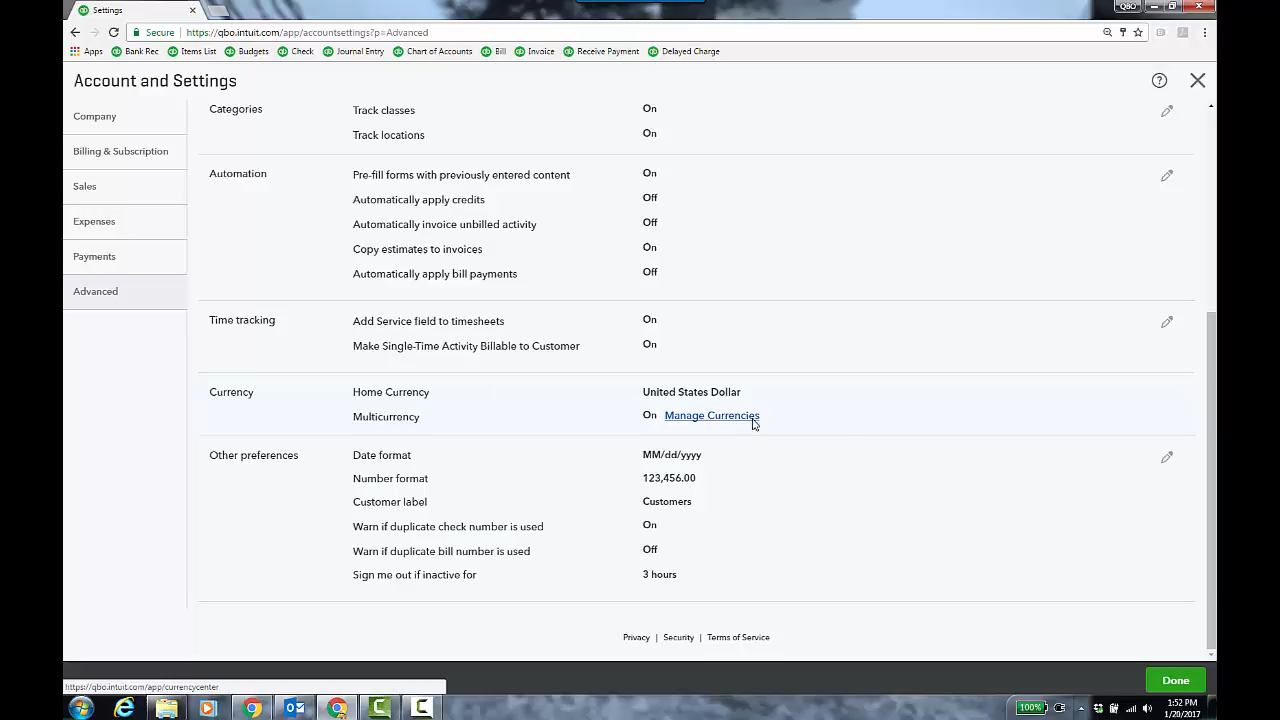 Settings
QBO
Secure https://qbo.intuit.com/app/accountsettings?p=Advanced
Apps Bank Rec Items List Budgets Check Journal Entry Chart of Accounts Bill Invoice Receive Payment Delayed Charge
Account and Settings
Company
Billing & Subscription
Sales
Expenses
Payments
Advanced
Categories Track classes On
Track locations On
Automation Pre-fill forms with previously entered content On
Automatically apply credits Off
Automatically invoice unbilled activity Off
Copy estimates to invoices On
Automatically apply bill payments Off
Time tracking Add Service field to timesheets On
Make Single-Time Activity Billable to Customer On
Currency Home Currency United States Dollar
Multicurrency On Manage Currencies
Other preferences Date format MM/dd/yyyy
Number format 123,456.00
Customer label Customers
Warn if duplicate check number is used On
Warn if duplicate bill number is used Off
Sign me out if inactive for 3 hours
Privacy | Security | Terms of Service
Done
https://qbo.intuit.com/app/currencycenter
100%
1:52 PM
1/20/2017